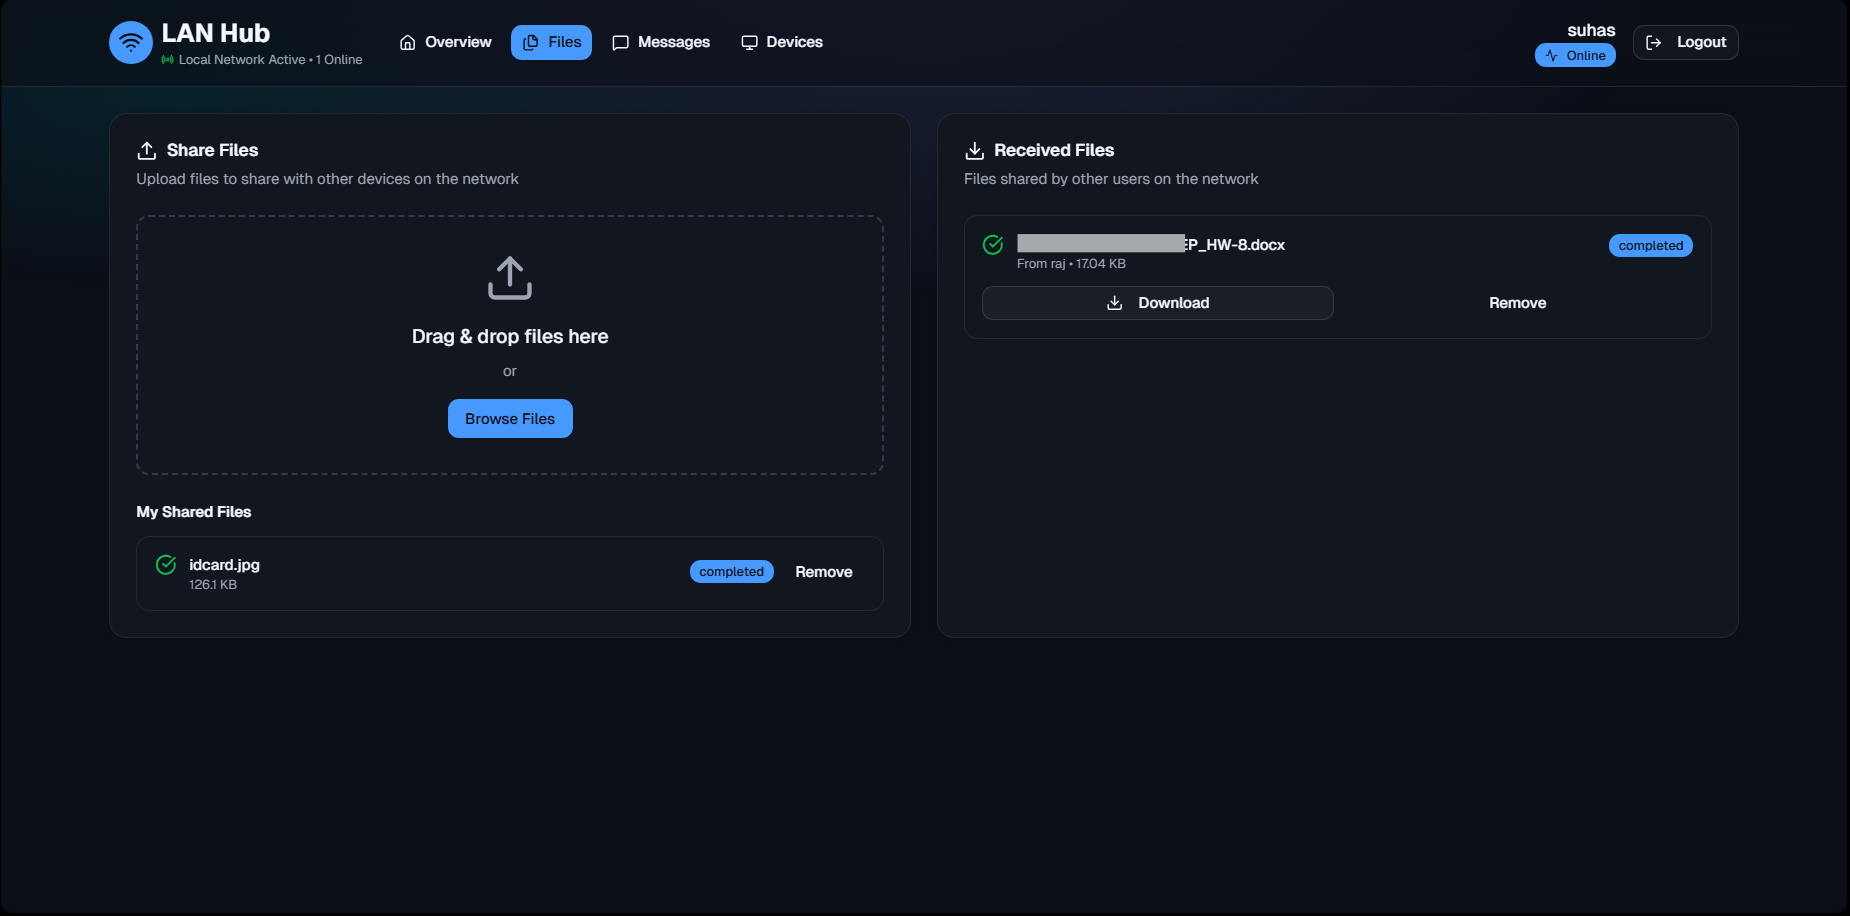 LAN Hub
Local Network Active • 1 Online
Overview
Files
Messages
Devices
suhas
Online
Logout
Share Files
Upload files to share with other devices on the network
Drag & drop files here
or
Browse Files
My Shared Files
idcard.jpg
126.1 KB
completed
Remove
Received Files
Files shared by other users on the network
EP_HW-8.docx
completed
From raj • 17.04 KB
Download
Remove